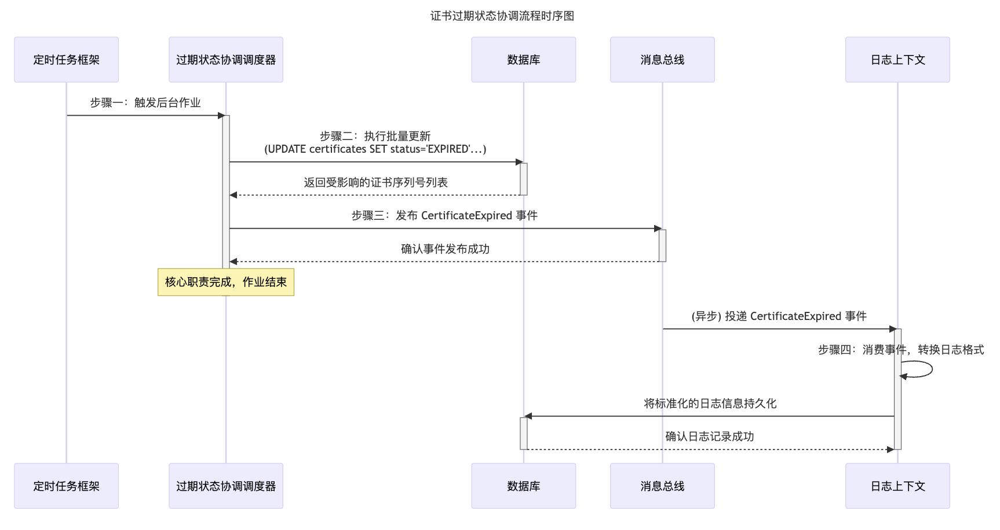 证书过期状态协调流程时序图
定时任务框架
过期状态协调调度器
数据库
消息总线
日志上下文
步骤一：触发后台作业
步骤二：执行批量更新
(UPDATE certificates SET status='EXPIRED'...)
返回受影响的证书序列号列表
步骤三：发布 CertificateExpired 事件
确认事件发布成功
核心职责完成，作业结束
(异步) 投递 CertificateExpired 事件
步骤四：消费事件，转换日志格式
将标准化的日志信息持久化
确认日志记录成功
定时任务框架
过期状态协调调度器
数据库
消息总线
日志上下文